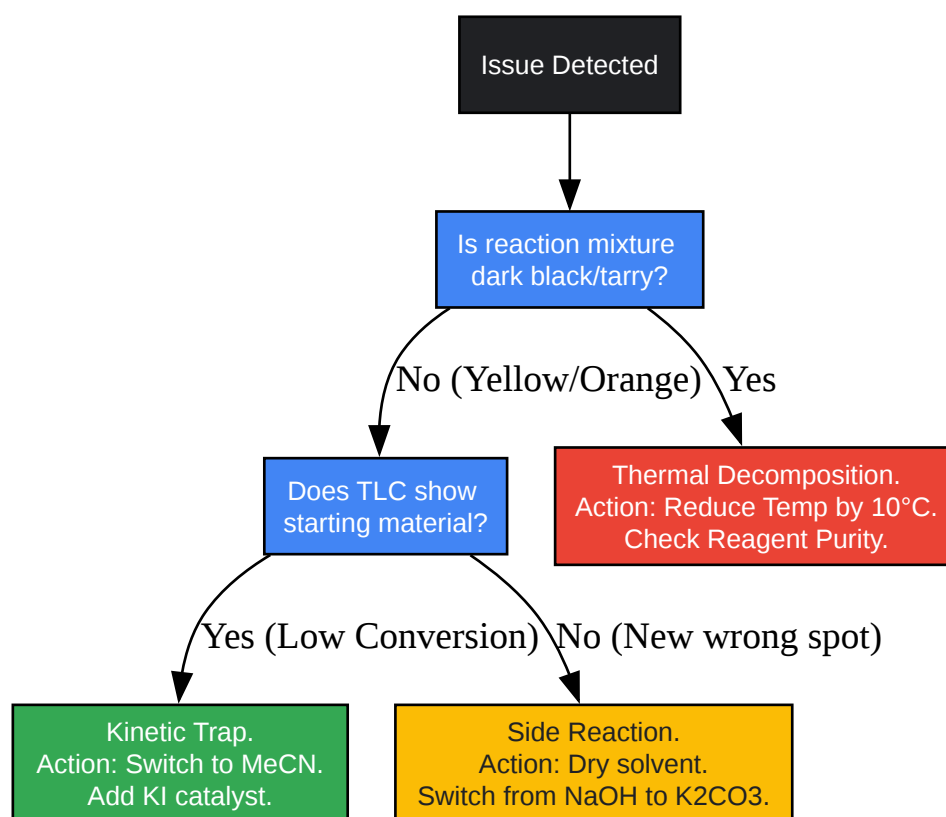 Issue Detected
Is reaction mixture
dark black/tarry?
No (Yellow/Orange)
Yes
Does TLC show
starting material?
Thermal Decomposition.
Action: Reduce Temp by 10°C.
Check Reagent Purity.
Yes (Low Conversion)
No (New wrong spot)
Kinetic Trap.
Action: Switch to MeCN.
Add KI catalyst.
Side Reaction.
Action: Dry solvent.
Switch from NaOH to K2CO3.